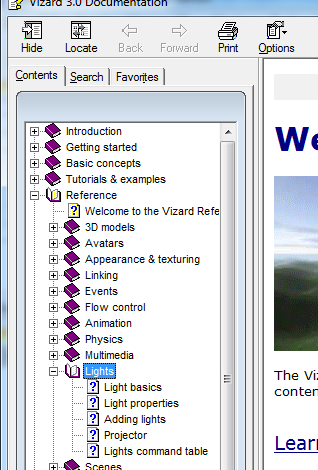 Vizard 3.0 Documentation
Hide Locate Back Forward Print Options
Contents Search Favorites
Introduction
Getting started
Basic concepts
Tutorials & examples
Reference
Welcome to the Vizard Refe
3D models
Avatars
Appearance & texturing
Linking
Events
Flow control
Animation
Physics
Multimedia
Lights
Light basics
Light properties
Adding lights
Projector
Lights command table
Scenes
We
The Viz
conten
Learn